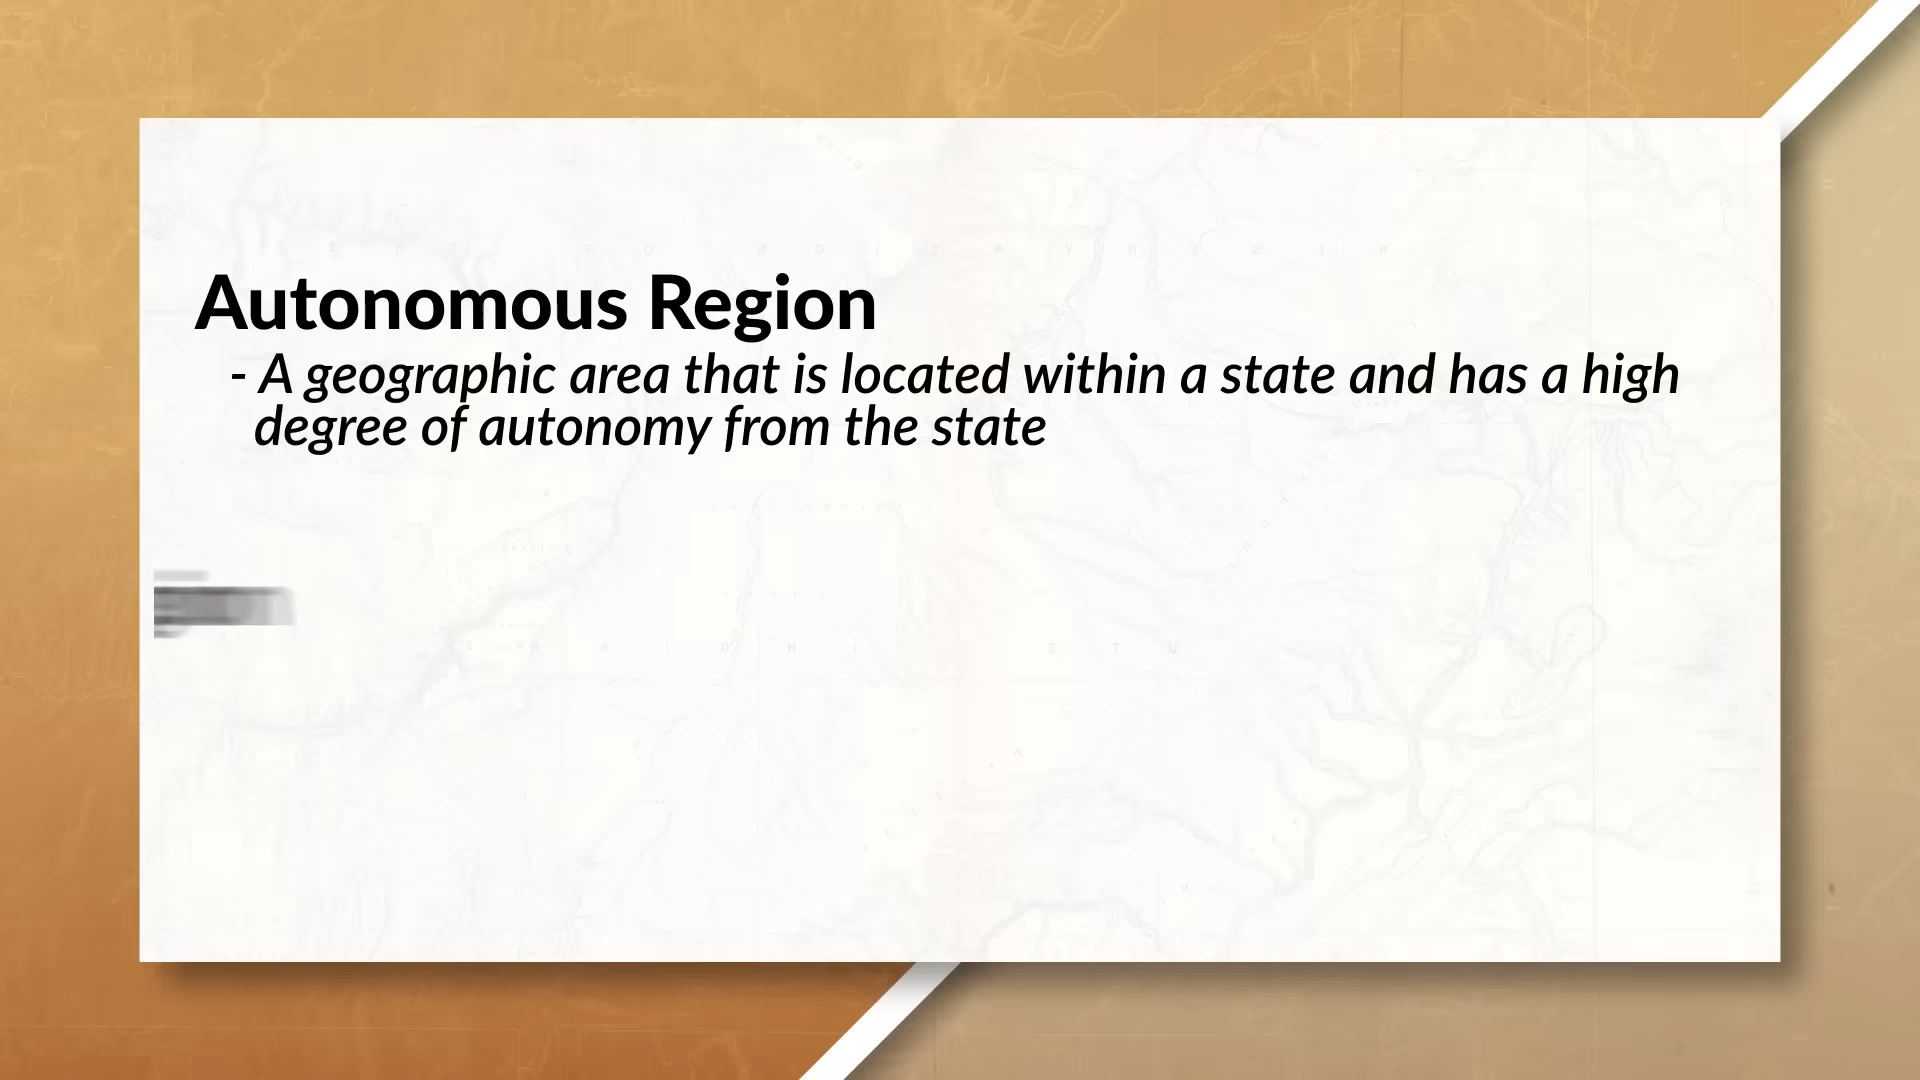 Autonomous Region
- A geographic area that is located within a state and has a high
degree of autonomy from the state